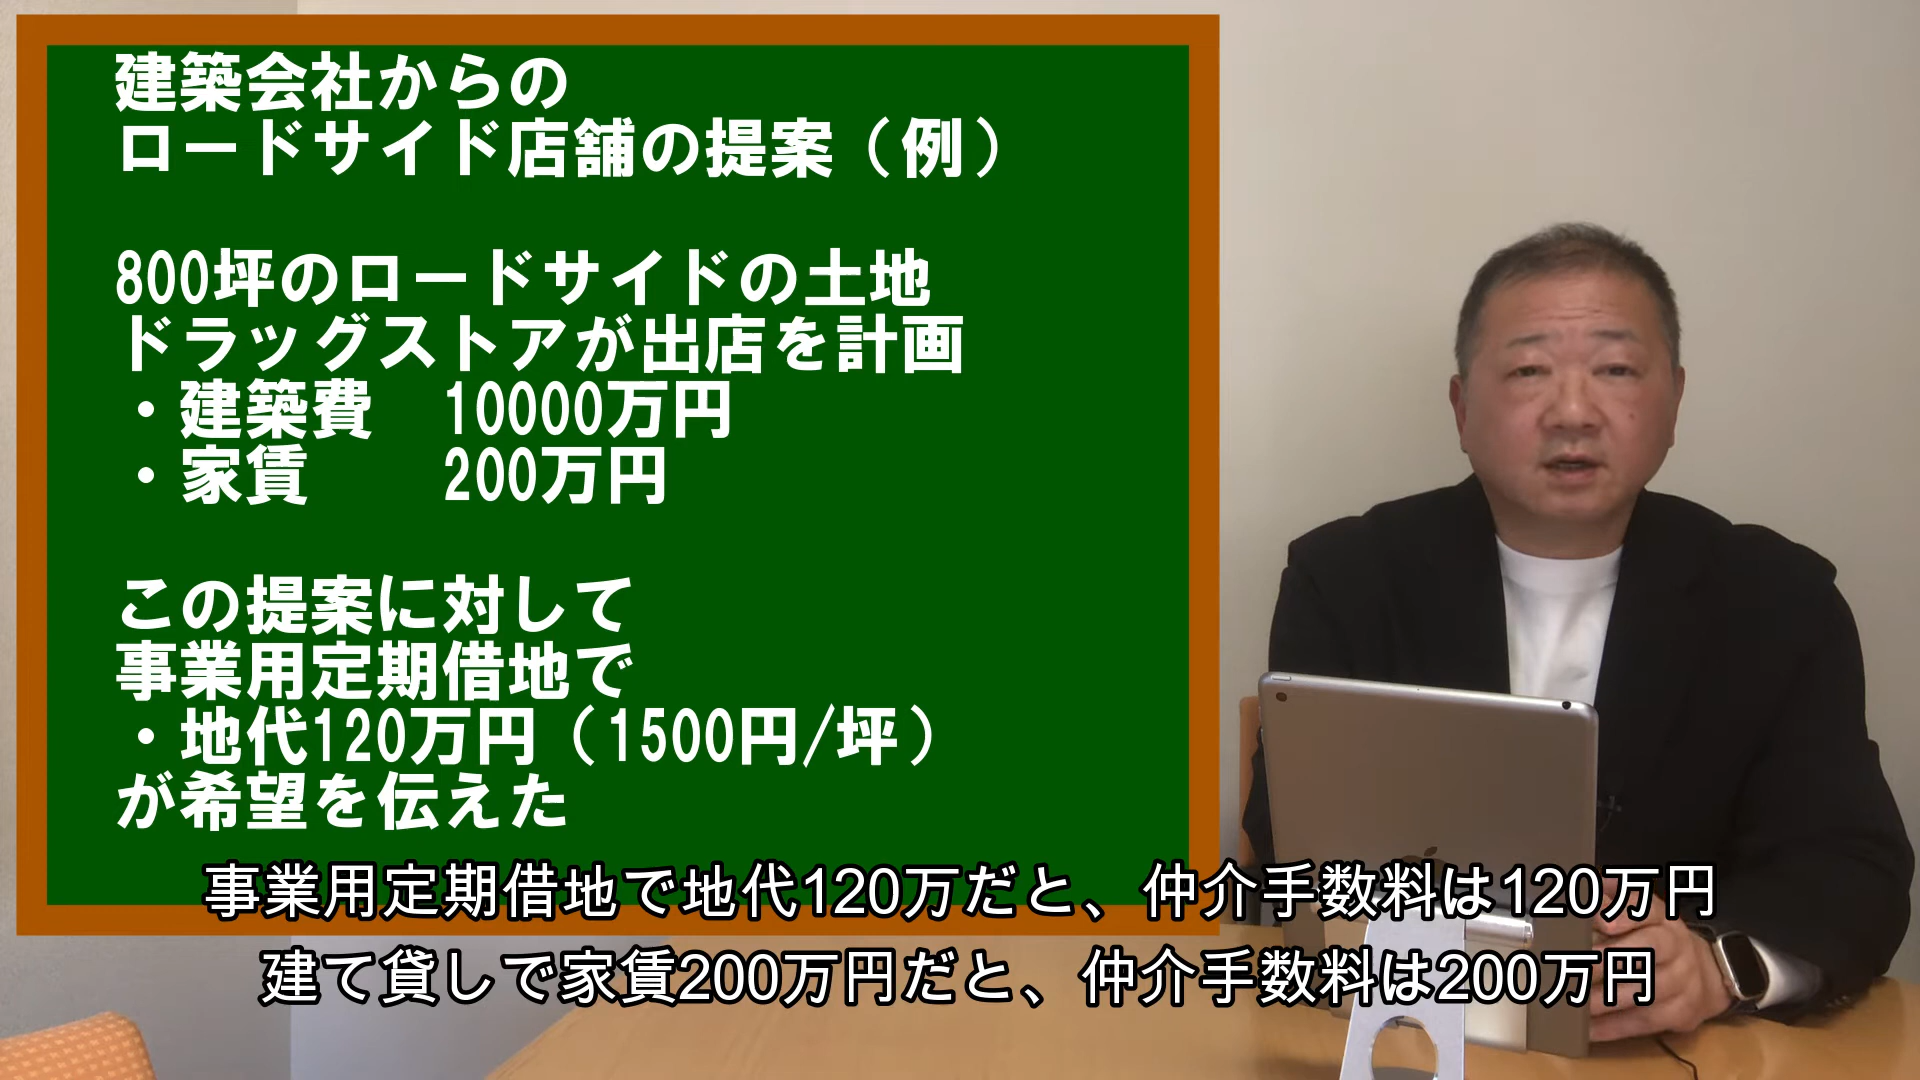 建築会社からの
ロードサイド店舗の提案（例）
800坪のロードサイドの土地
ドラッグストアが出店を計画
・建築費　10000万円
・家賃　　200万円
この提案に対して
事業用定期借地で
・地代120万円（1500円/坪）
が希望を伝えた
事業用定期借地で地代120万だと、仲介手数料は120万円
建て貸しで家賃200万円だと、仲介手数料は200万円